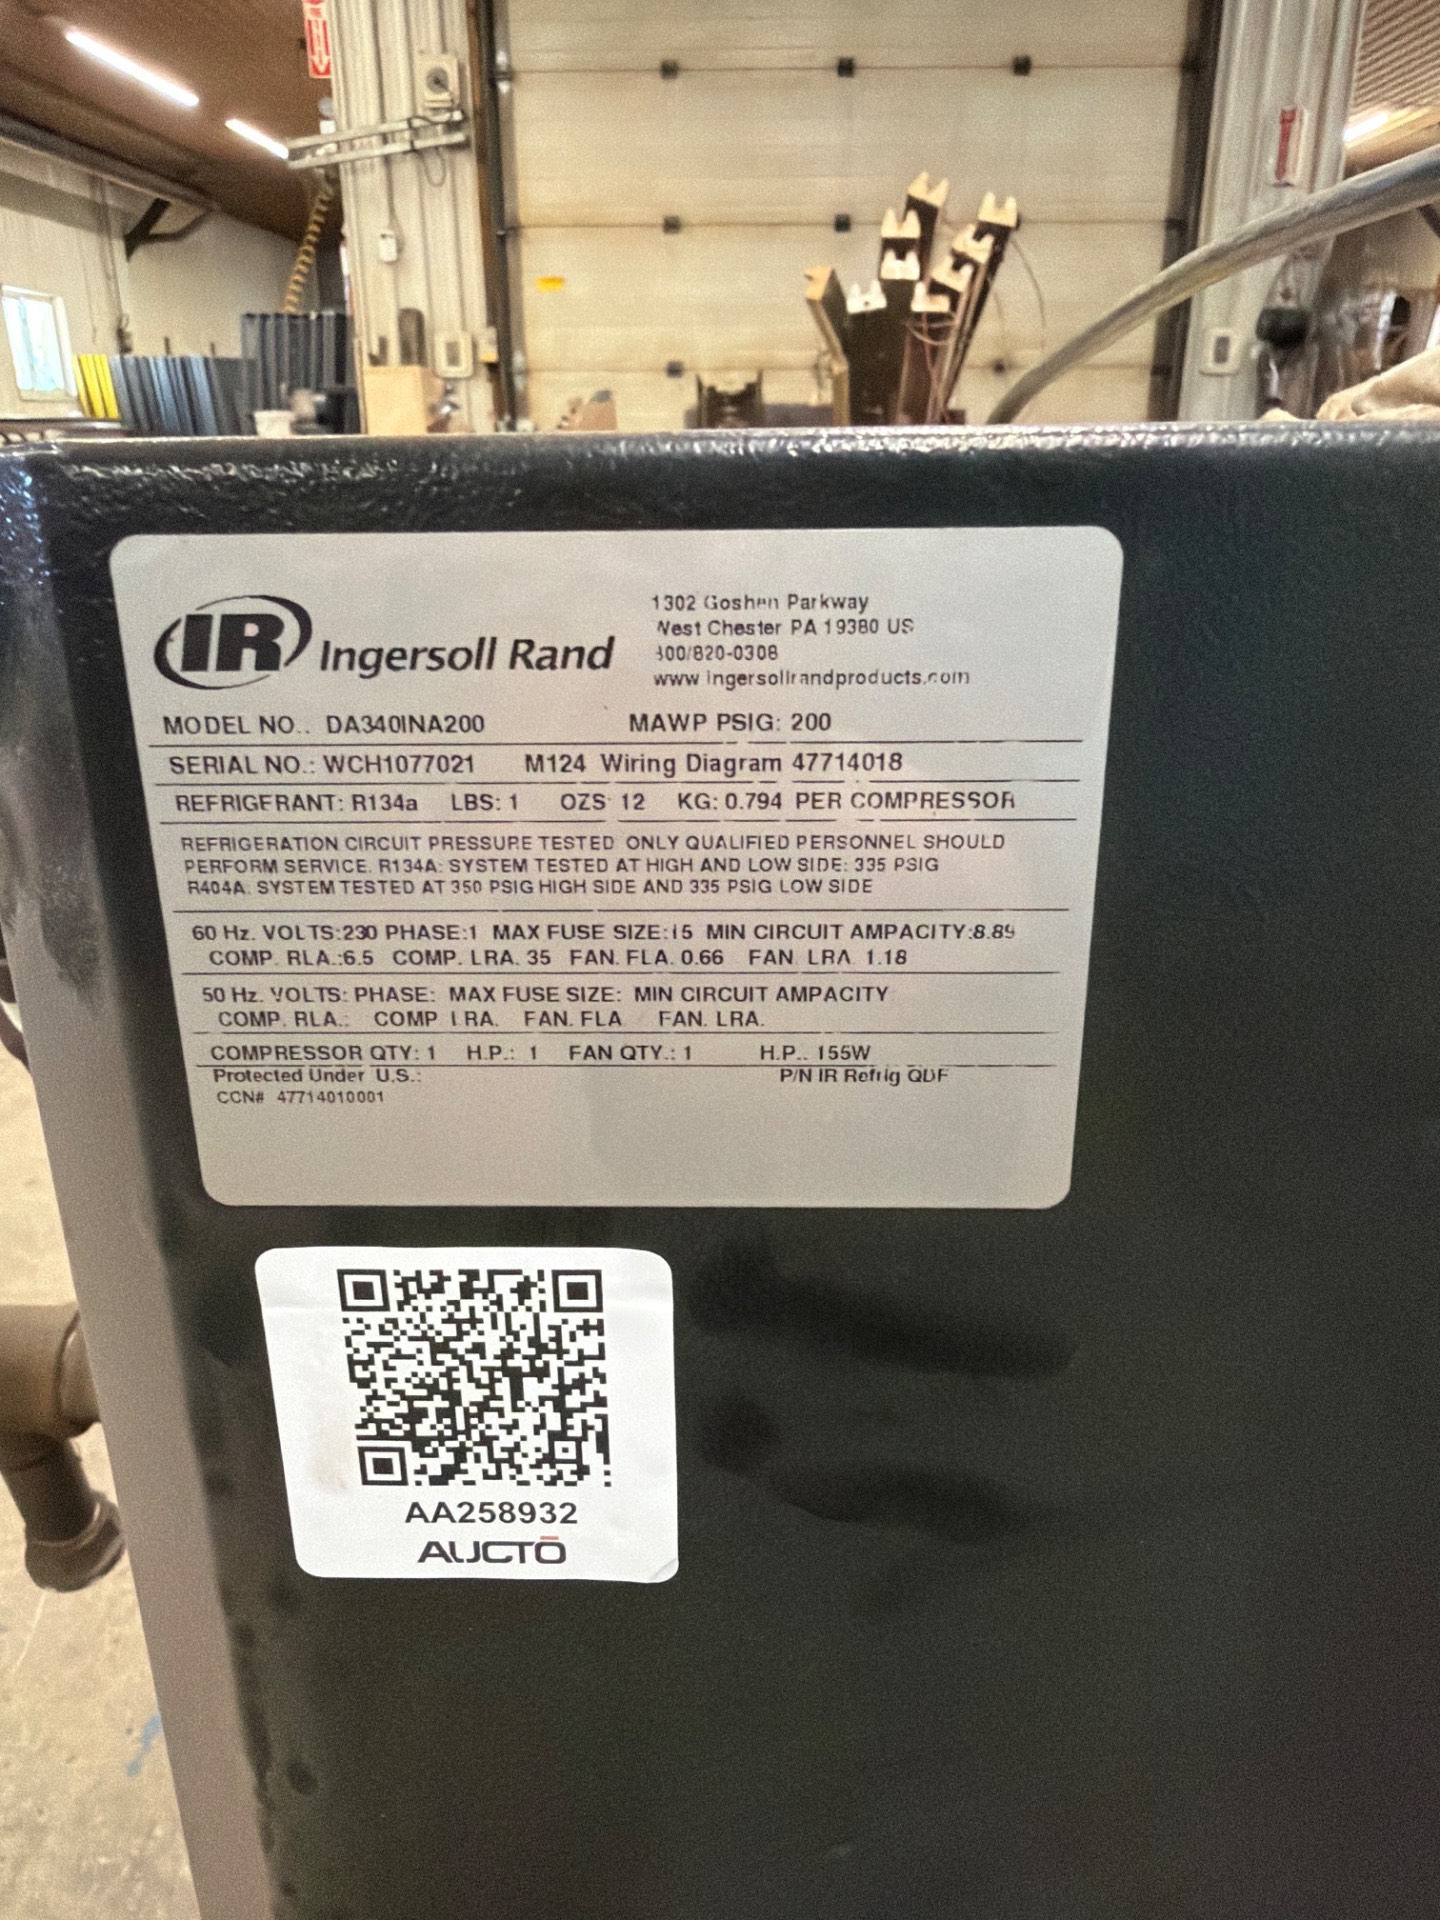 IR Ingersoll Rand
1302 Goshen Parkway
West Chester PA 19380 US
800/820-0308
www ingersollrandproducts.com
MODEL NO.. DA340INA200 MAWP PSIG: 200
SERIAL NO.: WCH1077021 M124 Wiring Diagram 47714018
REFRIGERANT: R134a LBS: 1 OZS 12 KG: 0.794 PER COMPRESSOR
REFRIGERATION CIRCUIT PRESSURE TESTED ONLY QUALIFIED PERSONNEL SHOULD
PERFORM SERVICE. R134A: SYSTEM TESTED AT HIGH AND LOW SIDE: 335 PSIG
R404A. SYSTEM TESTED AT 350 PSIG HIGH SIDE AND 335 PSIG LOW SIDE
60 Hz. VOLTS:230 PHASE:1 MAX FUSE SIZE:15 MIN CIRCUIT AMPACITY:8.89
COMP. RLA.:6.5 COMP. LRA. 35 FAN. FLA. 0.66 FAN LRA. 1.18
50 Hz. VOLTS: PHASE: MAX FUSE SIZE: MIN CIRCUIT AMPACITY
COMP. RLA.: COMP LRA. FAN. FLA FAN. LRA.
COMPRESSOR QTY: 1 H.P.: 1 FAN QTY.: 1 H.P.. 155W
Protected Under U.S.: P/N IR Refrig QDF
CCN# 47714010001
AA258932
AUCTŌ